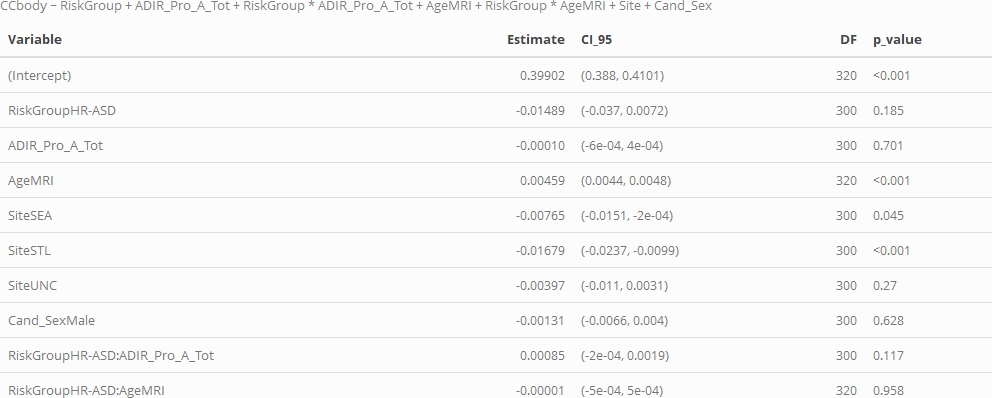 CCbody ~ RiskGroup + ADIR_Pro_A_Tot + RiskGroup * ADIR_Pro_A_Tot + AgeMRI + RiskGroup * AgeMRI + Site + Cand_Sex
Variable Estimate CI_95 DF p_value
(Intercept) 0.39902 (0.388, 0.4101) 320 <0.001
RiskGroupHR-ASD -0.01489 (-0.037, 0.0072) 300 0.185
ADIR_Pro_A_Tot -0.00010 (-6e-04, 4e-04) 300 0.701
AgeMRI 0.00459 (0.0044, 0.0048) 320 <0.001
SiteSEA -0.00765 (-0.0151, -2e-04) 300 0.045
SiteSTL -0.01679 (-0.0237, -0.0099) 300 <0.001
SiteUNC -0.00397 (-0.011, 0.0031) 300 0.27
Cand_SexMale -0.00131 (-0.0066, 0.004) 300 0.628
RiskGroupHR-ASD:ADIR_Pro_A_Tot 0.00085 (-2e-04, 0.0019) 300 0.117
RiskGroupHR-ASD:AgeMRI -0.00001 (-5e-04, 5e-04) 320 0.958